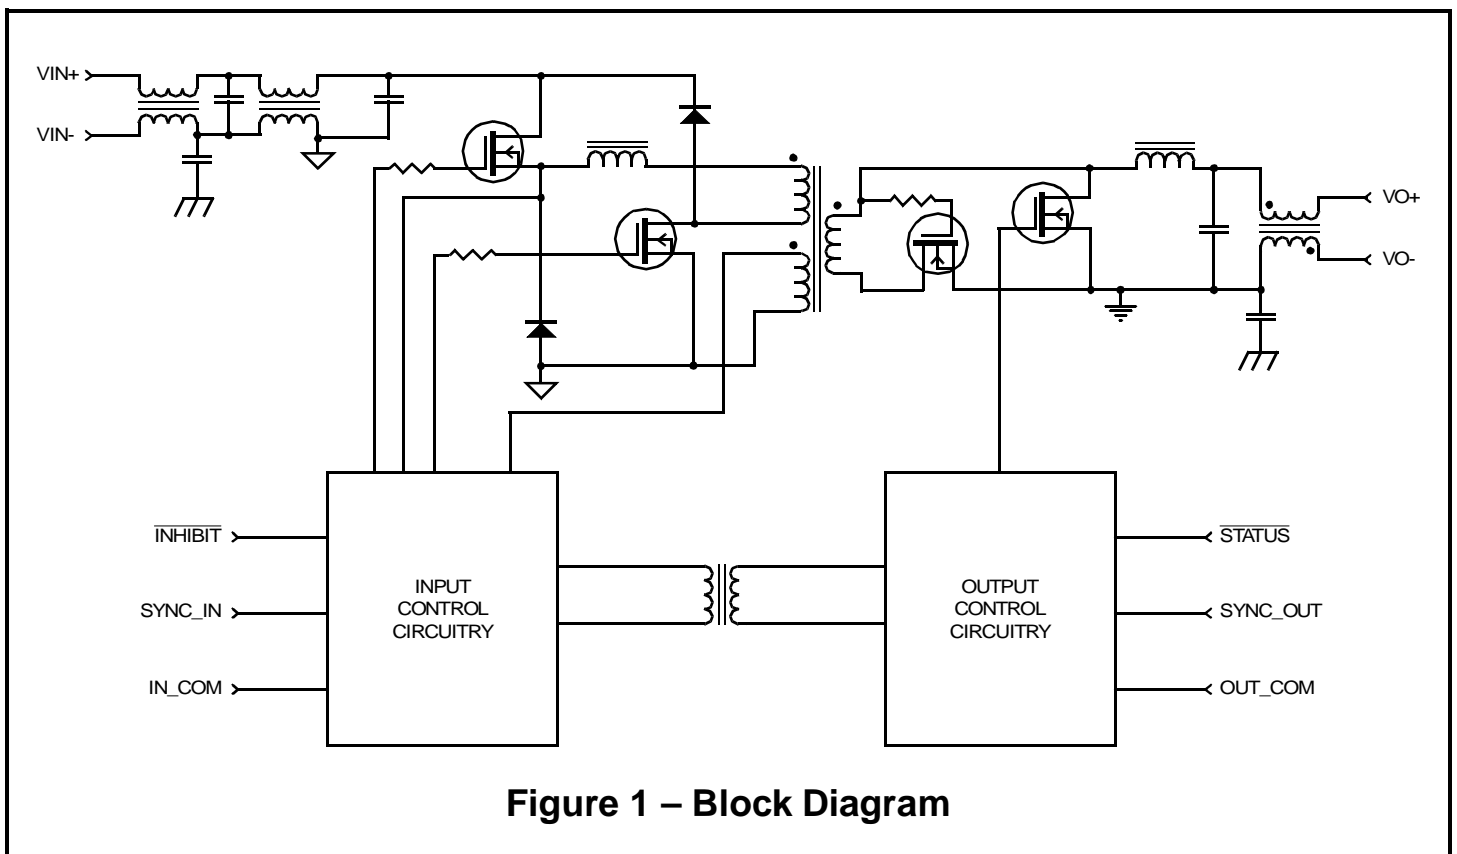 VIN+
VIN-
VO+
VO-
INHIBIT
SYNC_IN
IN_COM
INPUT
CONTROL
CIRCUITRY
OUTPUT
CONTROL
CIRCUITRY
STATUS
SYNC_OUT
OUT_COM
Figure 1 – Block Diagram